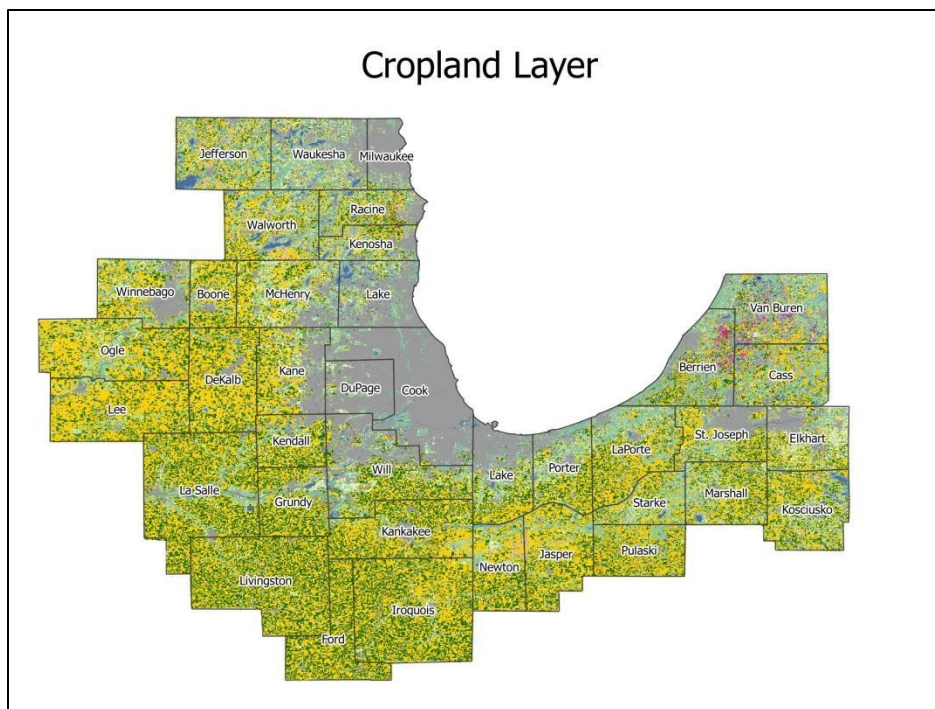 Cropland Layer
Jefferson
Waukesha
Milwaukee
Walworth
Racine
Kenosha
Winnebago
Boone
McHenry
Lake
Van Buren
Ogle
DeKalb
Kane
DuPage
Cook
Berrien
Cass
Lee
Kendall
Will
Lake
Porter
LaPorte
St. Joseph
Elkhart
La Salle
Grundy
Starke
Marshall
Kosciusko
Kankakee
Newton
Jasper
Pulaski
Livingston
Iroquois
Ford